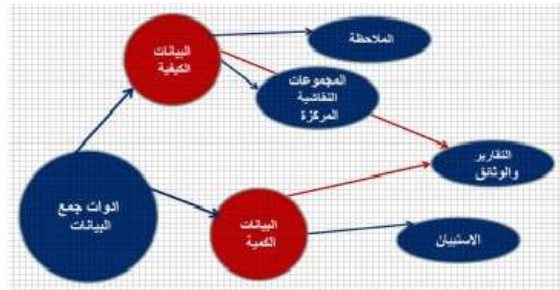 البيانات
الكيفية
الملاحظة
المجموعات
النقاشية
المركزة
التقارير
والوثائق
ادوات جمع
البيانات
البيانات
الكمية
الاستبيان